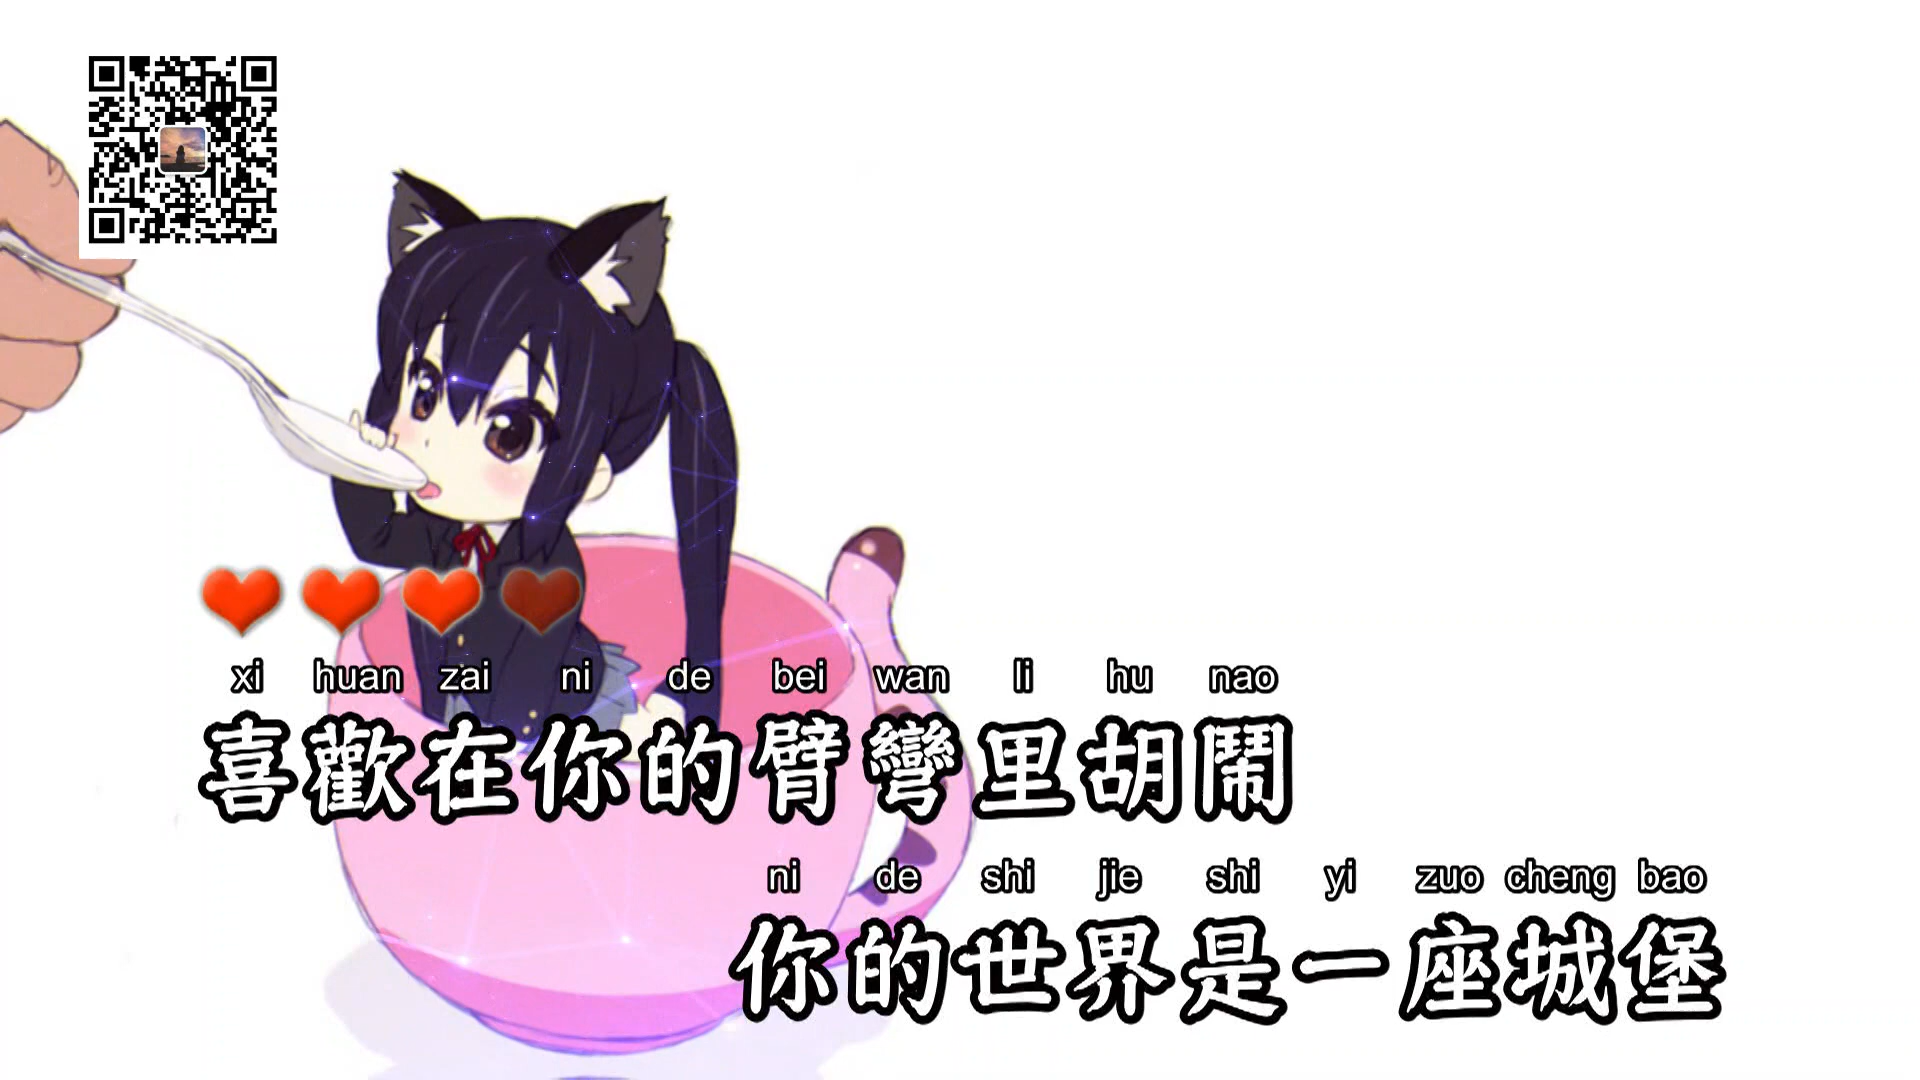 xi huan zai ni de bei wan li hu nao
喜歡在你的臂彎里胡鬧
ni de shi jie shi yi zuo cheng bao
你的世界是一座城堡